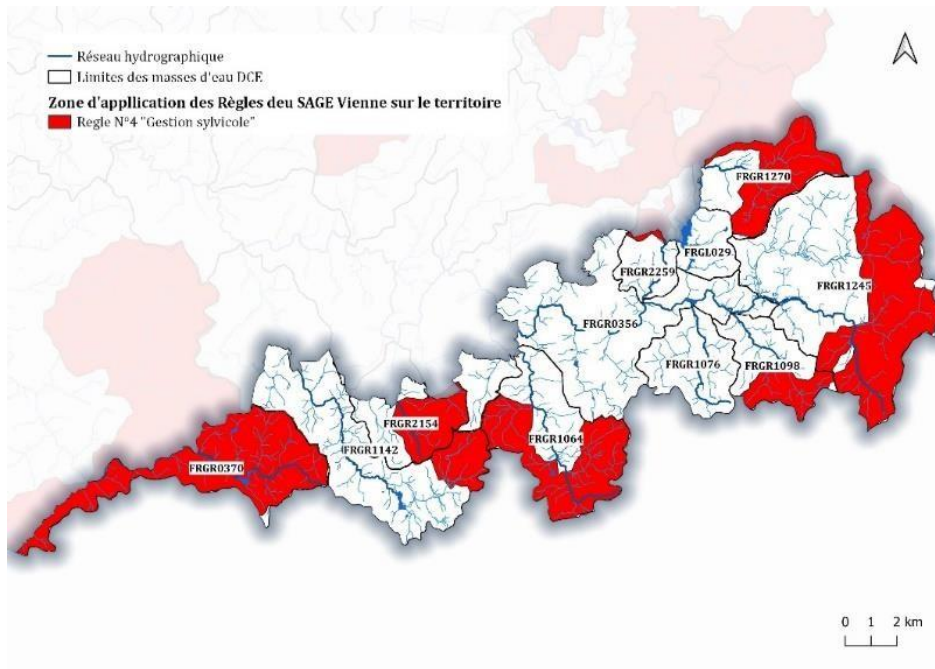 Réseau hydrographique
Limites des masses d'eau DCE
Zone d'appllication des Règles deu SAGE Vienne sur le territoire
Regle N°4 "Gestion sylvicole"
FRGR1270
FRGL029
FRGR2259
FRGR1245
FRGR0356
FRGR1076
FRGR1098
FRGR2154
FRGR1142
FRGR1064
FRGR0370
0 1 2 km